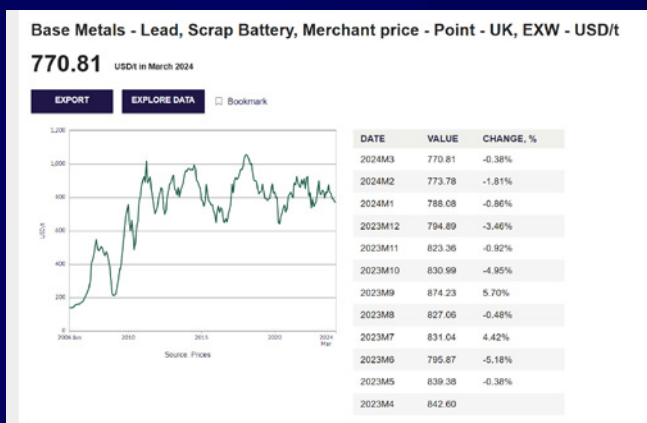 Base Metals - Lead, Scrap Battery, Merchant price - Point - UK, EXW - USD/t
770.81 USD/t in March 2024
EXPORT EXPLORE DATA Bookmark
1,200
1,000
800
600
400
200
0
USD/t
2006 Jun 2010 2015 2020 2024 Mar
Source: Prices
DATE VALUE CHANGE, %
2024M3 770.81 -0.38%
2024M2 773.78 -1.81%
2024M1 788.08 -0.86%
2023M12 794.89 -3.46%
2023M11 823.36 -0.92%
2023M10 830.99 -4.95%
2023M9 874.23 5.70%
2023M8 827.06 -0.48%
2023M7 831.04 4.42%
2023M6 795.87 -5.18%
2023M5 839.38 -0.38%
2023M4 842.60